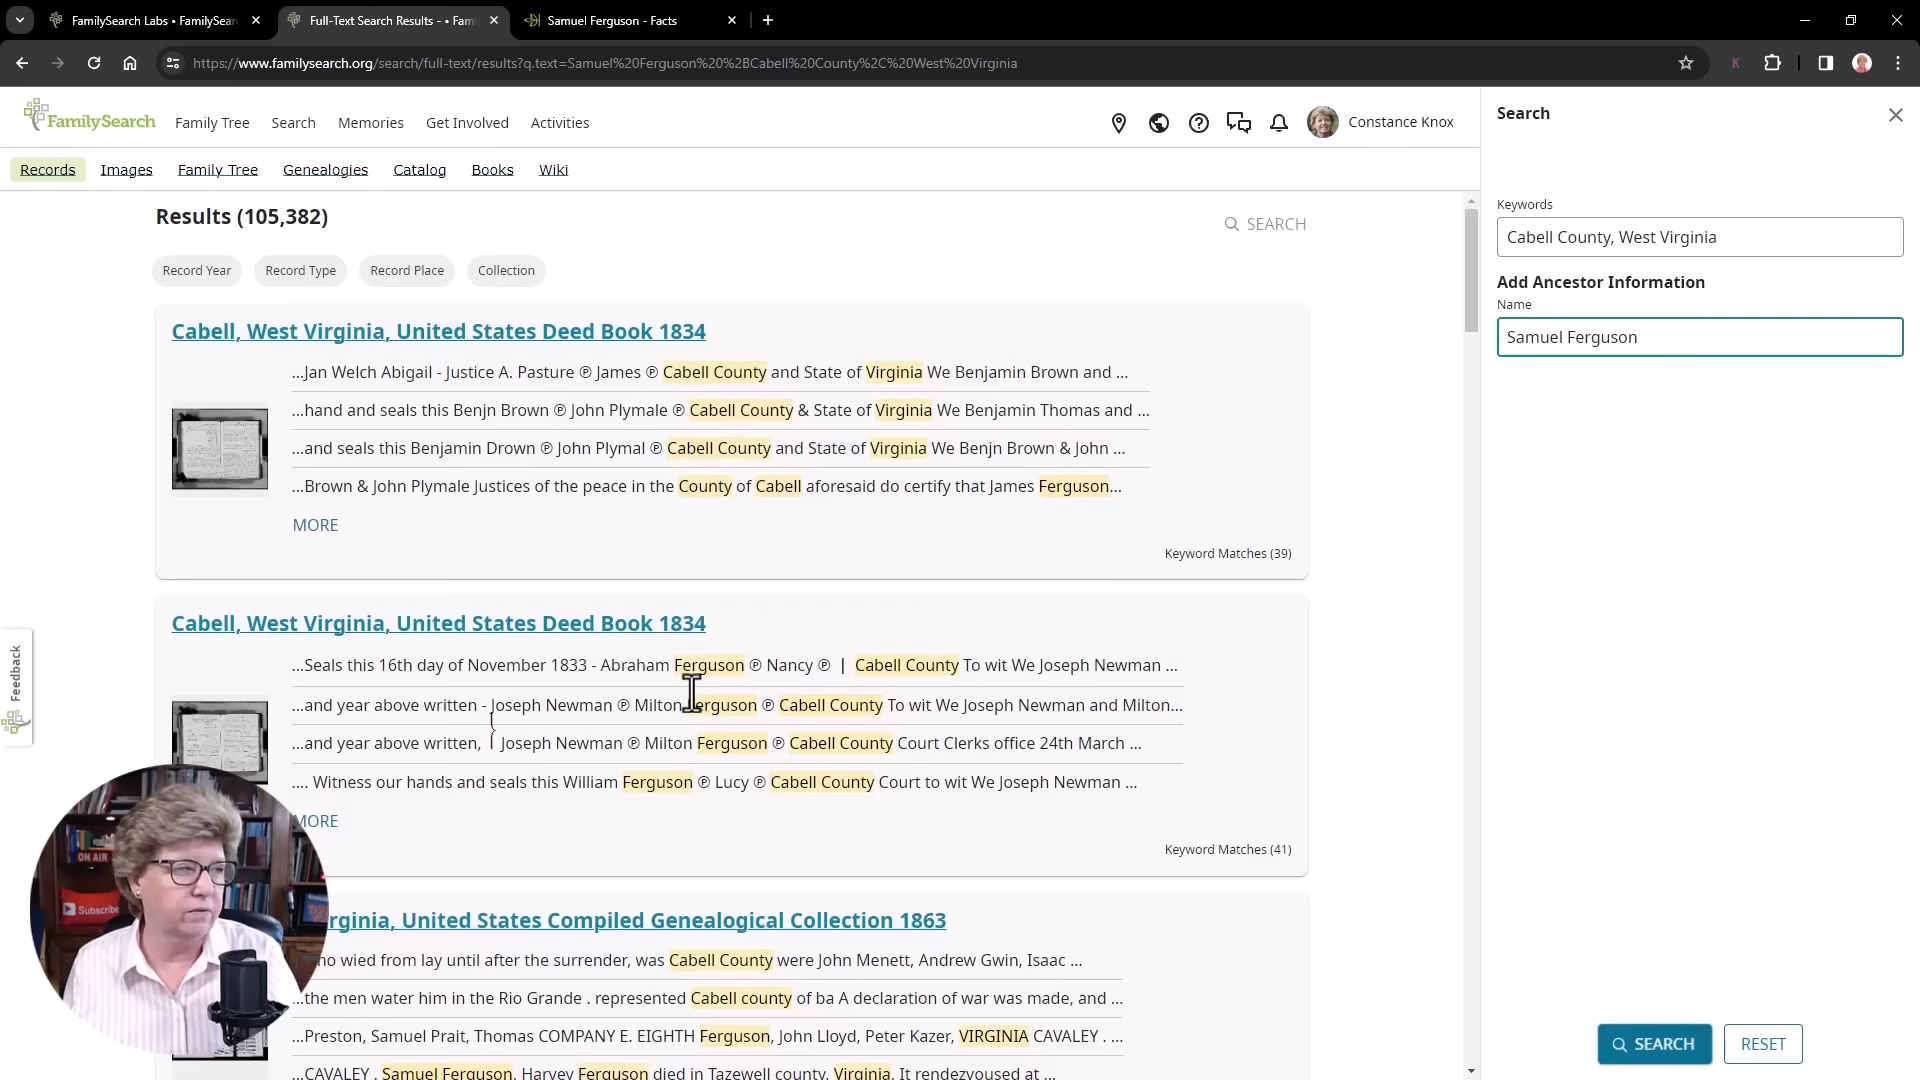 FamilySearch Labs • FamilySear
Full-Text Search Results - • Fam
Samuel Ferguson - Facts
https://www.familysearch.org/search/full-text/results?q.text=Samuel%20Ferguson%20%2BCabell%20County%2C%20West%20Virginia
K
FamilySearch
Family Tree
Search
Memories
Get Involved
Activities
Constance Knox
Records
Images
Family Tree
Genealogies
Catalog
Books
Wiki
Results (105,382)
SEARCH
Record Year
Record Type
Record Place
Collection
Cabell, West Virginia, United States Deed Book 1834
...Jan Welch Abigail - Justice A. Pasture ℗ James ℗ Cabell County and State of Virginia We Benjamin Brown and ...
...hand and seals this Benjn Brown ℗ John Plymale ℗ Cabell County & State of Virginia We Benjamin Thomas and ...
...and seals this Benjamin Drown ℗ John Plymal ℗ Cabell County and State of Virginia We Benjn Brown & John ...
...Brown & John Plymale Justices of the peace in the County of Cabell aforesaid do certify that James Ferguson...
MORE
Keyword Matches (39)
Cabell, West Virginia, United States Deed Book 1834
...Seals this 16th day of November 1833 - Abraham Ferguson ℗ Nancy ℗ | Cabell County To wit We Joseph Newman ...
...and year above written - Joseph Newman ℗ Milton Ferguson ℗ Cabell County To wit We Joseph Newman and Milton...
...and year above written, } Joseph Newman ℗ Milton Ferguson ℗ Cabell County Court Clerks office 24th March ...
.... Witness our hands and seals this William Ferguson ℗ Lucy ℗ Cabell County Court to wit We Joseph Newman ...
MORE
Keyword Matches (41)
rginia, United States Compiled Genealogical Collection 1863
ho wied from lay until after the surrender, was Cabell County were John Menett, Andrew Gwin, Isaac ...
...the men water him in the Rio Grande . represented Cabell county of ba A declaration of war was made, and ...
...Preston, Samuel Prait, Thomas COMPANY E. EIGHTH Ferguson, John Lloyd, Peter Kazer, VIRGINIA CAVALEY . ...
...CAVALEY . Samuel Ferguson, Harvey Ferguson died in Tazewell county, Virginia. It rendezvoused at ...
Feedback
ON AIR
Subscribe
Search
Keywords
Cabell County, West Virginia
Add Ancestor Information
Name
Samuel Ferguson
SEARCH
RESET